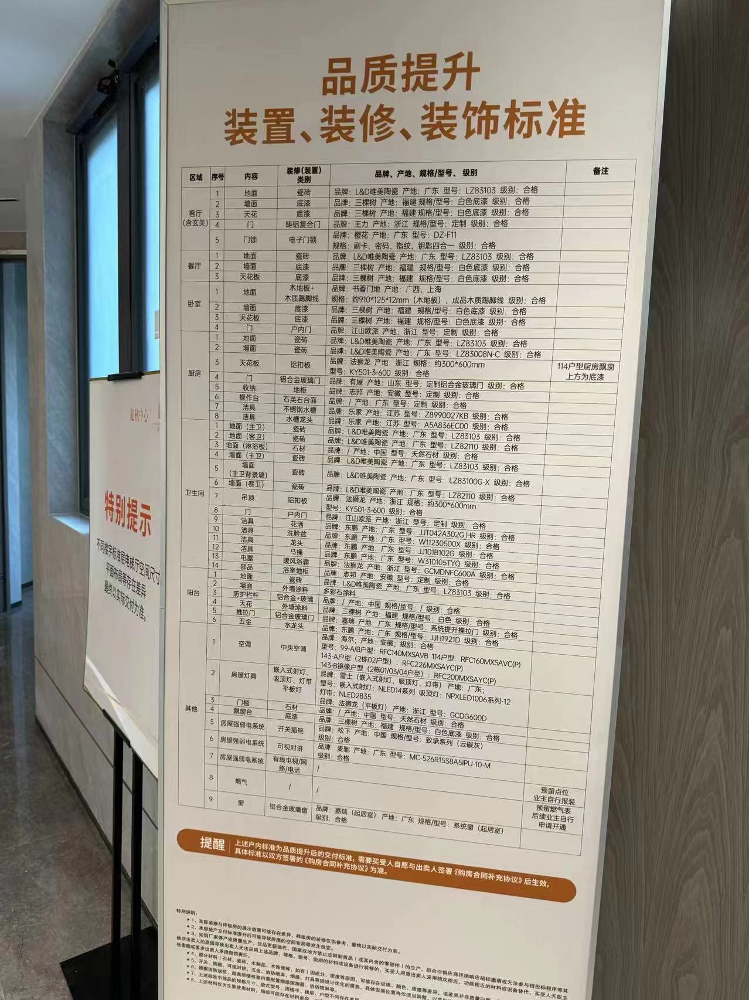 品质提升
装置、装修、装饰标准
区域 序号 内容 装修(装置)类别 品牌、产地、规格/型号、级别 备注
客厅(含玄关)
1 地面 瓷砖 品牌：L&D唯美陶瓷 产地：广东 型号：LZ83103 级别：合格
2 墙面 底漆 品牌：三棵树 产地：福建 规格/型号：白色底漆 级别：合格
3 天花 底漆 品牌：三棵树 产地：福建 规格/型号：白色底漆 级别：合格
4 门 铸铝复合门 品牌：王力 产地：浙江 规格/型号：定制 级别：合格
5 门锁 电子门锁 品牌：樱花 产地：广东 型号：DZ-F11
规格：刷卡、密码、指纹、钥匙四合一 级别：合格
餐厅
1 地面 瓷砖 品牌：L&D唯美陶瓷 产地：广东 型号：LZ83103 级别：合格
2 墙面 底漆 品牌：三棵树 产地：福建 规格/型号：白色底漆 级别：合格
3 天花板 底漆 品牌：三棵树 产地：福建 规格/型号：白色底漆 级别：合格
卧室
1 地面 木地板+木质踢脚线 品牌：书香门地 产地：广西、上海
规格：约910*125*12mm（木地板）、成品木质踢脚线 级别：合格
2 墙面 底漆 品牌：三棵树 产地：福建 规格/型号：白色底漆 级别：合格
3 天花板 底漆 品牌：三棵树 产地：福建 规格/型号：白色底漆 级别：合格
4 门 户内门 品牌：江山欧派 产地：浙江 型号：定制 级别：合格
厨房
1 地面 瓷砖 品牌：L&D唯美陶瓷 产地：广东 型号：LZ83103 级别：合格
2 墙面 瓷砖 品牌：L&D唯美陶瓷 产地：广东 型号：LZ83008N-C 级别：合格
3 天花板 铝扣板 品牌：法狮龙 产地：浙江 规格：约300*600mm
型号：KY501-3-600 级别：合格
114户型厨房飘窗
上方为底漆
4 门 铝合金玻璃门 品牌：有屋 产地：山东 型号：定制铝合金玻璃门 级别：合格
5 收纳 地柜 品牌：志邦 产地：安徽 型号：定制 级别：合格
6 操作台 石英石台面 品牌：/ 产地：广东 型号：定制 级别：合格
7 洁具 不锈钢水槽 品牌：乐家 产地：江苏 型号：Z8990027KB 级别：合格
8 洁具 水槽龙头 品牌：乐家 产地：江苏 型号：A5A836EC00 级别：合格
卫生间
1 地面（主卫） 瓷砖 品牌：L&D唯美陶瓷 产地：广东 型号：LZ83103 级别：合格
2 地面（客卫） 瓷砖 品牌：L&D唯美陶瓷 产地：广东 型号：LZ82110 级别：合格
3 地面（淋浴板） 石材 品牌：/ 产地：中国 型号：天然石材 级别：合格
4 墙面（主卫） 瓷砖 品牌：L&D唯美陶瓷 产地：广东 型号：LZ83103 级别：合格
5 墙面（主卫背景墙） 瓷砖 品牌：L&D唯美陶瓷 产地：广东 型号：LZ83100G-X 级别：合格
6 墙面（客卫） 瓷砖 品牌：L&D唯美陶瓷 产地：广东 型号：LZ82110 级别：合格
7 吊顶 铝扣板 品牌：法狮龙 产地：浙江 规格：约300*600mm
型号：KY501-3-600 级别：合格
8 门 户内门 品牌：江山欧派 产地：浙江 型号：定制 级别：合格
9 洁具 花洒 品牌：东鹏 产地：广东 型号：JJT042A302G_HR 级别：合格
10 洁具 洗脸盆 品牌：东鹏 产地：广东 型号：W11230500X 级别：合格
11 洁具 龙头 品牌：东鹏 产地：广东 型号：JJ101B102G 级别：合格
12 洁具 马桶 品牌：东鹏 产地：广东 型号：W310105TYQ 级别：合格
13 电器 暖风浴霸 品牌：法狮龙 产地：浙江 型号：GCMDNFC600A 级别：合格
14 部品 浴室地柜 品牌：志邦 产地：安徽 型号：定制 级别：合格
阳台
1 地面 瓷砖 品牌：L&D唯美陶瓷 产地：广东 型号：LZ83103 级别：合格
2 墙面 外墙涂料 多彩石涂料
3 防护栏杆 铝合金+玻璃 品牌：/ 产地：中国 规格/型号：/ 级别：合格
4 天花 外墙涂料 品牌：三棵树 产地：福建 规格/型号：白色 级别：合格
5 推拉门 铝合金玻璃门 品牌：嘉瑞 产地：广东 规格/型号：系统提升推拉门 级别：合格
6 五金 水龙头 品牌：东鹏 产地：广东 规格/型号：JJH1921D 级别：合格
其他
1 空调 中央空调 品牌：海尔；产地：安徽；级别：合格
型号：99-A/B户型：RFC140MXSAVB 114户型：RFC160MXSAVC(P)
143-A户型（2栋02户型）：RFC226MXSAYC(P)
143-B镜像户型（2栋01/03/04户型）：RFC200MXSAYC(P)
2 房屋灯具 嵌入式射灯、吸顶灯、灯带平板灯 品牌：雷士（嵌入式射灯、吸顶灯、灯带） 产地：广东；
型号：嵌入式射灯：NLED14系列 吸顶灯：NPXLED1006系列-12
灯带：NLED2835
品牌：法狮龙（平板灯） 产地：浙江 型号：GCDG600D
3 门槛 石材 品牌：/ 产地：中国 型号：天然石材 级别：合格
4 飘窗台 底漆 品牌：三棵树 产地：福建 规格/型号：白色底漆 级别：合格
5 房屋强弱电系统 开关插座 品牌：松下 产地：中国 规格/型号：致承系列（云碳灰）
级别：合格
6 房屋强弱电系统 可视对讲 品牌：麦驰 产地：广东 型号：MC-526R15S8A5IPU-10-M
级别：合格
7 房屋强弱电系统 有线电视/网络/电话 /
预留点位
业主自行报装
8 燃气 / /
预留燃气表
后续业主自行
申请开通
9 窗 铝合金玻璃窗 品牌：嘉瑞（起居室） 产地：广东 规格/型号：系统窗（起居室）
级别：合格
提醒
上述户内标准为品质提升后的交付标准，需要买受人自愿与出卖人签署《购房合同补充协议》后生效，
具体标准以双方签署的《购房合同补充协议》为准。
特别说明：
★1、实际装修与样板房的展示效果可能存在差异，样板房的装修仅供参考，最终以实际交付为准。
★2、本房地产交付标准提升后可能导致房屋的空间布局等发生改变。
★3、如因厂家停产或限量生产、货品更新换代、国家或地方禁止或限制货品（或其内含的零部件）的生产、拟合作供应商拒绝响应招标邀请或无法参与招投标程序等其
他非出卖人的原因导致出卖人无法采用上述品牌、规格、型号、级别的材料或设备进行装修的，买受人同意出卖人采用档次相近、功能相近的材料或设备替代，买受人无权主
张索赔或要求出卖人承担赔偿责任。
★4、部分材料（石材、瓷砖、木制品、木饰面等，如有）因成分、密度等原因，可能存在纹理、颜色、质感等差异，该差异并非质量问题
★5、开关、插座、可视对讲、五金、消防喷淋、烟感、灯具等因设计优化的需要，具体安装位置将作适当调整，以实际
★6、根据消防规范，超高层楼栋室内需配置烟感探测器、消防喷淋等。
★7、上述标准中部品的规格尺寸、款式型号，因楼宇、楼层、户型不同存在差异
★8、上述材料仅为主要使用材料，局部可能存在材料差异
超核中心
特别提示
不同楼宇标准层电梯厅空间尺寸
平面布局等存在差异
最终以实际交付为准。